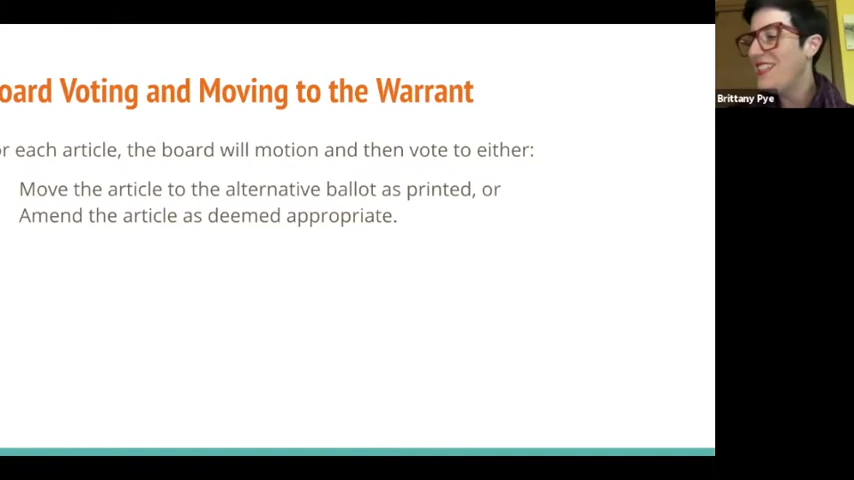 oard Voting and Moving to the Warrant
Brittany Pye
r each article, the board will motion and then vote to either:
Move the article to the alternative ballot as printed, or
Amend the article as deemed appropriate.